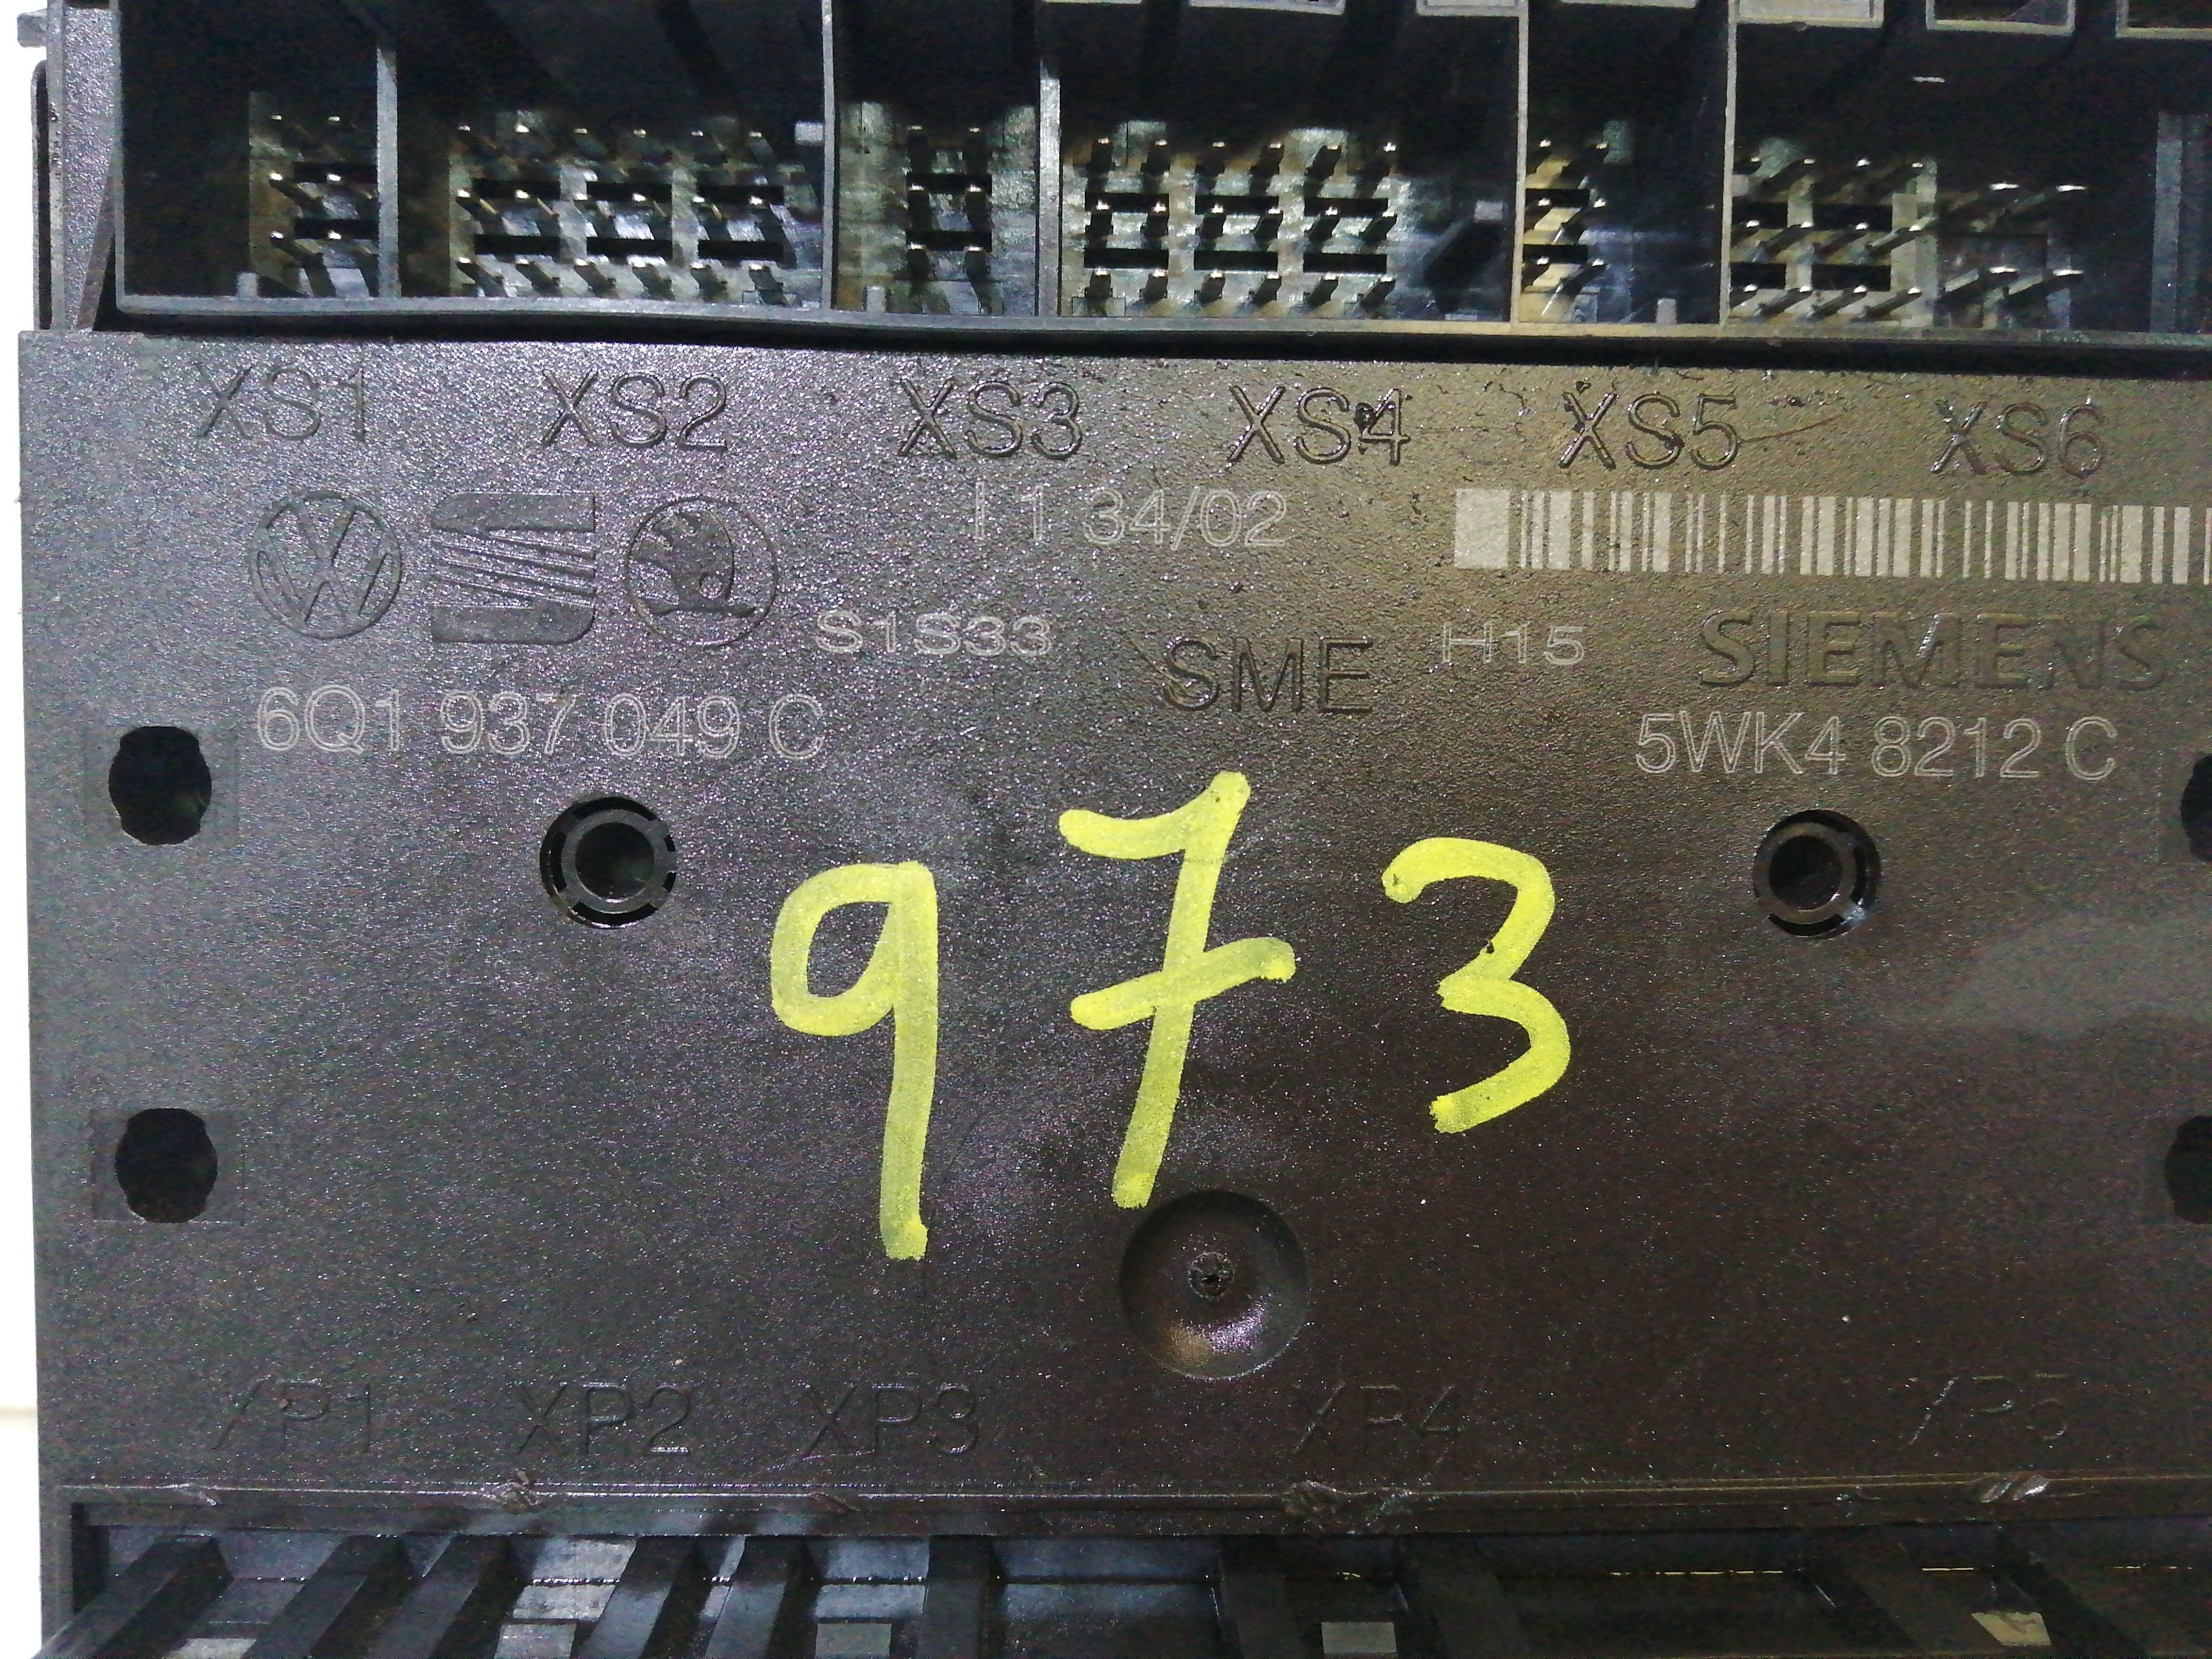 XS1 XS2 XS3 XS4 XS5 XS6
I 1 34/02
S1S33 SME H15 SIEMENS
6Q1 937 049 C 5WK4 8212 C
973
XP1 XP2 XP3 XP4 XP5